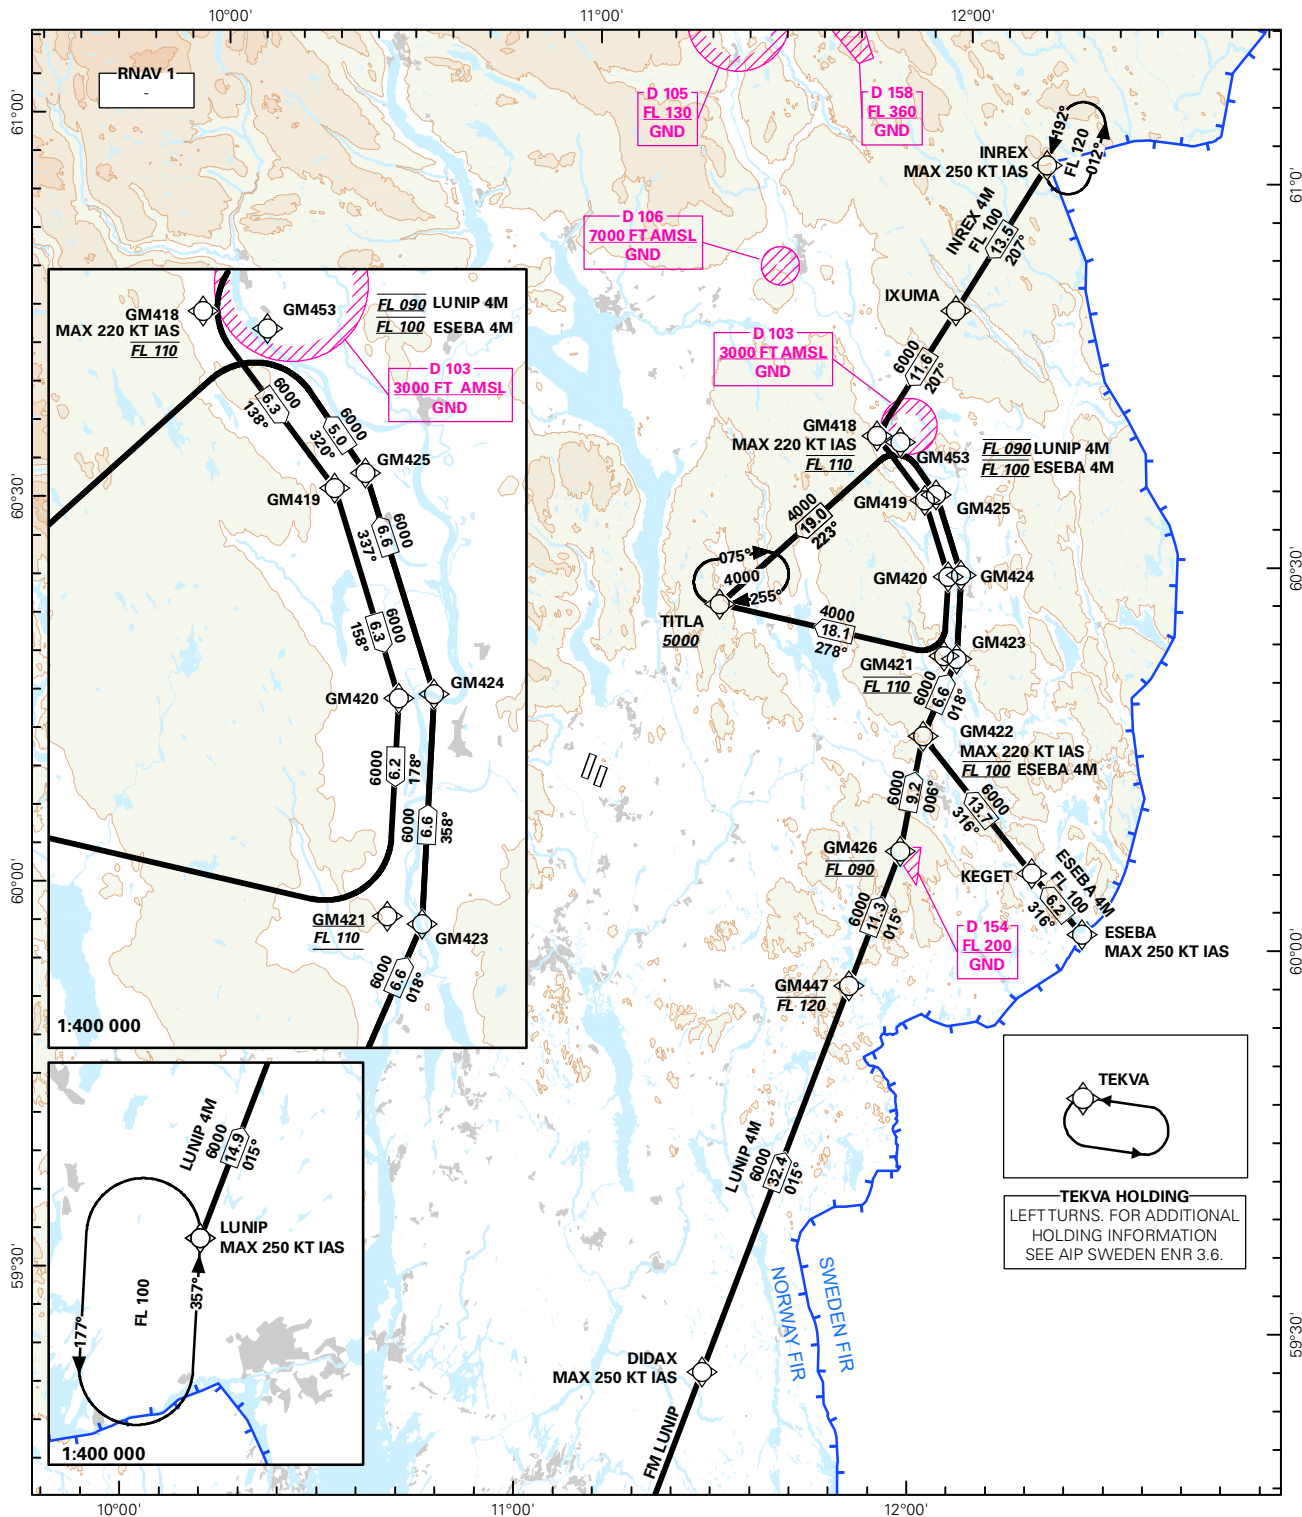 10°00'
11°00'
12°00'
61°00'
60°30'
60°00'
59°30'
61°0'
60°30'
60°00'
59°30'
10°00'
11°00'
12°00'
RNAV 1
-
D 105
FL 130
GND
D 158
FL 360
GND
D 106
7000 FT AMSL
GND
D 103
3000 FT AMSL
GND
INREX
MAX 250 KT IAS
192°
FL 120
012°
INREX 4M
FL 100
13.5
207°
IXUMA
6000
11.6
207°
GM418
MAX 220 KT IAS
FL 110
GM453
FL 090 LUNIP 4M
FL 100 ESEBA 4M
GM419
GM425
4000
19.0
223°
075°
4000
255°
TITLA
5000
4000
18.1
278°
GM420
GM424
GM423
GM421
FL 110
6000
6.6
018°
GM422
MAX 220 KT IAS
FL 100 ESEBA 4M
6000
9.2
006°
6000
13.7
316°
GM426
FL 090
KEGET
ESEBA 4M
FL 100
6.2
316°
ESEBA
MAX 250 KT IAS
6000
11.3
015°
D 154
FL 200
GND
GM447
FL 120
LUNIP 4M
6000
32.4
015°
DIDAX
MAX 250 KT IAS
FM LUNIP
NORWAY FIR
SWEDEN FIR
TEKVA
TEKVA HOLDING
LEFT TURNS. FOR ADDITIONAL
HOLDING INFORMATION
SEE AIP SWEDEN ENR 3.6.
GM418
MAX 220 KT IAS
FL 110
GM453
FL 090 LUNIP 4M
FL 100 ESEBA 4M
D 103
3000 FT AMSL
GND
6000
6.3
138°
6000
5.0
320°
GM425
GM419
6000
6.6
337°
6000
6.3
158°
GM420
GM424
6000
6.2
178°
6000
6.6
358°
GM421
FL 110
GM423
6000
6.6
018°
1:400 000
LUNIP 4M
6000
14.9
015°
LUNIP
MAX 250 KT IAS
FL 100
357°
177°
1:400 000